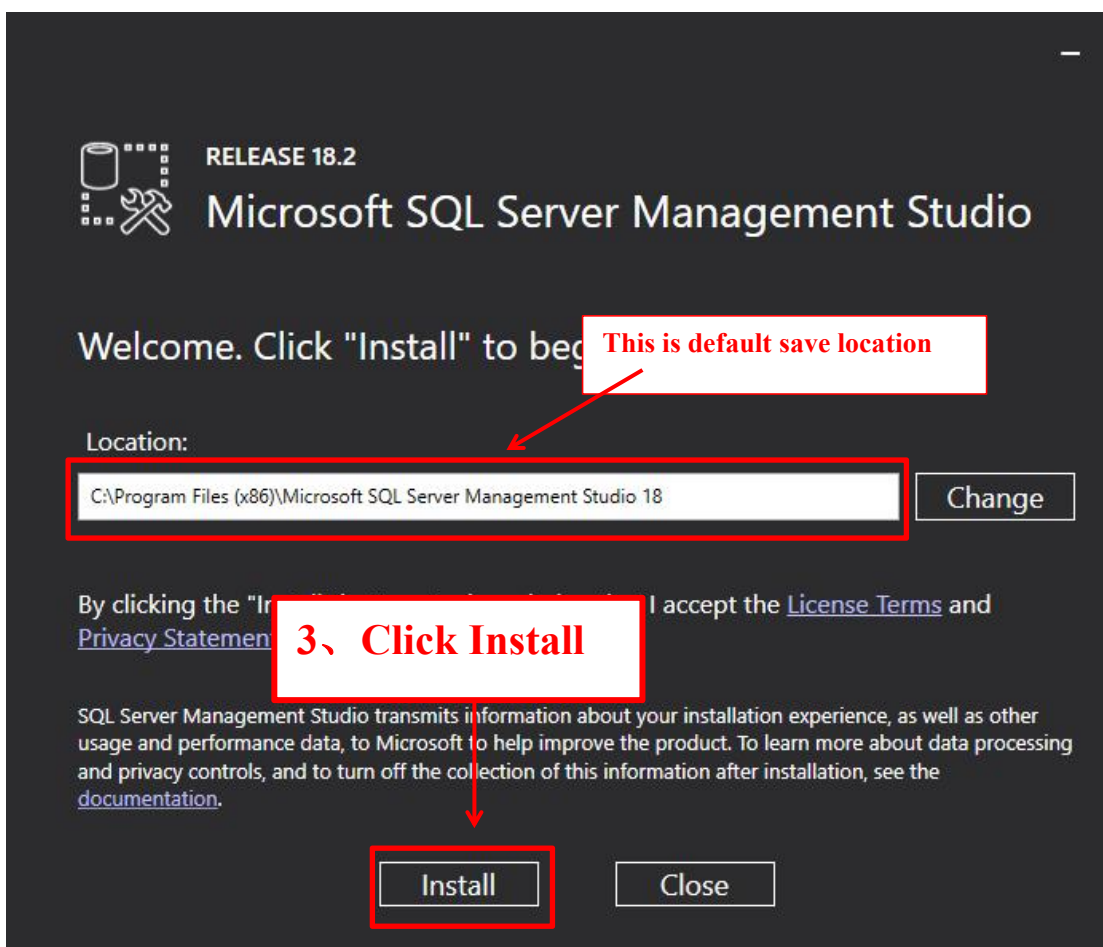 RELEASE 18.2
Microsoft SQL Server Management Studio
Welcome. Click "Install" to beg
This is default save location
Location:
C:\Program Files (x86)\Microsoft SQL Server Management Studio 18
Change
By clicking the "In I accept the License Terms and
Privacy Statemen
3、Click Install
SQL Server Management Studio transmits information about your installation experience, as well as other
usage and performance data, to Microsoft to help improve the product. To learn more about data processing
and privacy controls, and to turn off the collection of this information after installation, see the
documentation.
Install
Close